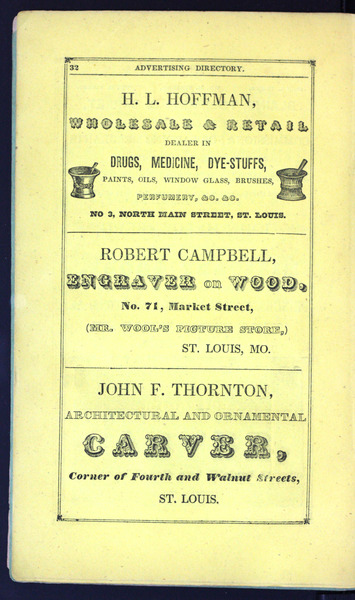 32 ADVERTISING DIRECTORY.
H. L. HOFFMAN,
WHOLESALE & RETAIL
DEALER IN
DRUGS, MEDICINE, DYE-STUFFS,
PAINTS, OILS, WINDOW GLASS, BRUSHES,
PERFUMERY, &C. &C.
NO 3, NORTH MAIN STREET, ST. LOUIS.
ROBERT CAMPBELL,
ENGRAVER on WOOD,
No. 71, Market Street,
(MR. WOOL'S PICTURE STORE,)
ST. LOUIS, MO.
JOHN F. THORNTON,
ARCHITECTURAL AND ORNAMENTAL
CARVER,
Corner of Fourth and Walnut Streets,
ST. LOUIS.